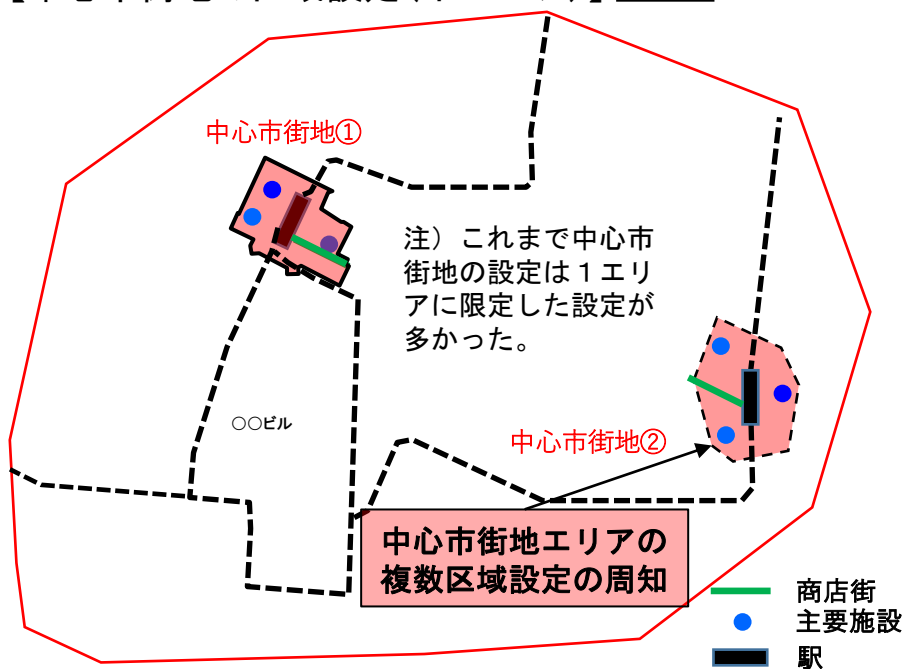 中心市街地①
注）これまで中心市
街地の設定は１エリ
アに限定した設定が
多かった。
○○ビル
中心市街地②
中心市街地エリアの
複数区域設定の周知
商店街
主要施設
駅